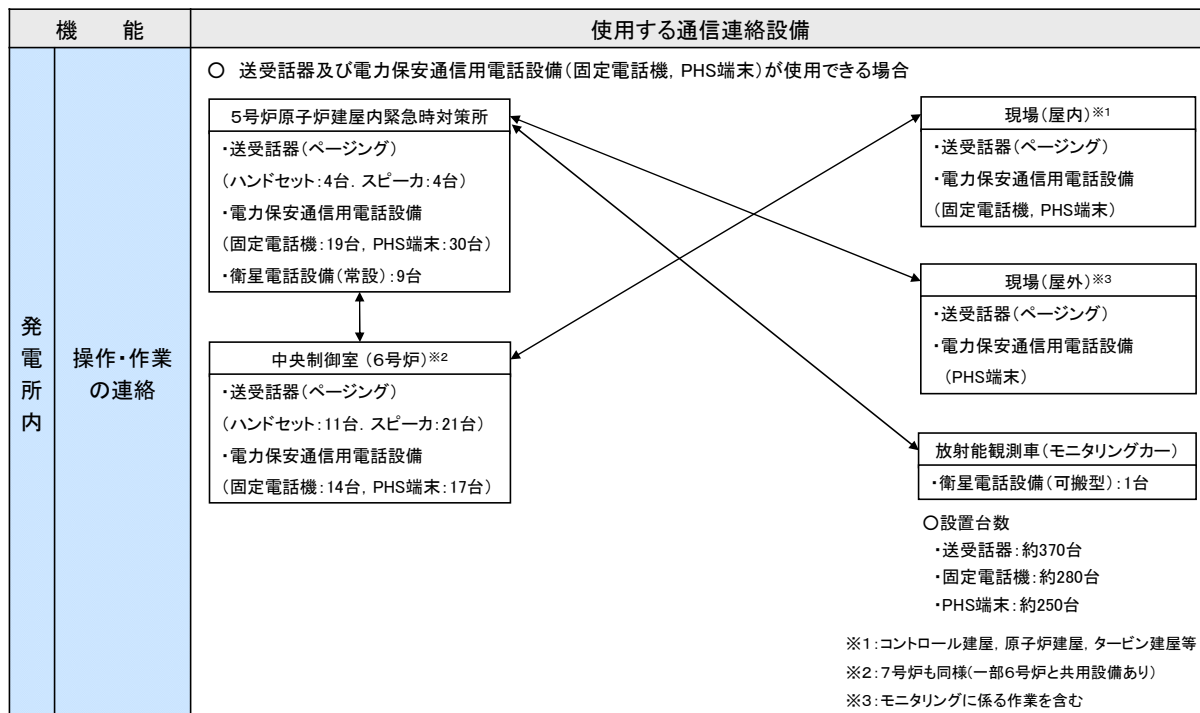 機　能
使用する通信連絡設備
発電所内
操作・作業
の連絡
○ 送受話器及び電力保安通信用電話設備（固定電話機，PHS端末）が使用できる場合
５号炉原子炉建屋内緊急時対策所
・送受話器（ページング）
（ハンドセット：4台．スピーカ：4台）
・電力保安通信用電話設備
（固定電話機：19台，PHS端末：30台）
・衛星電話設備（常設）：9台
中央制御室（６号炉）※2
・送受話器（ページング）
（ハンドセット：11台．スピーカ：21台）
・電力保安通信用電話設備
（固定電話機：14台，PHS端末：17台）
現場（屋内）※1
・送受話器（ページング）
・電力保安通信用電話設備
（固定電話機，PHS端末）
現場（屋外）※3
・送受話器（ページング）
・電力保安通信用電話設備
（PHS端末）
放射能観測車（モニタリングカー）
・衛星電話設備（可搬型）：1台
○設置台数
・送受話器：約370台
・固定電話機：約280台
・PHS端末：約250台
※１：コントロール建屋，原子炉建屋，タービン建屋等
※２：７号炉も同様（一部６号炉と共用設備あり）
※３：モニタリングに係る作業を含む